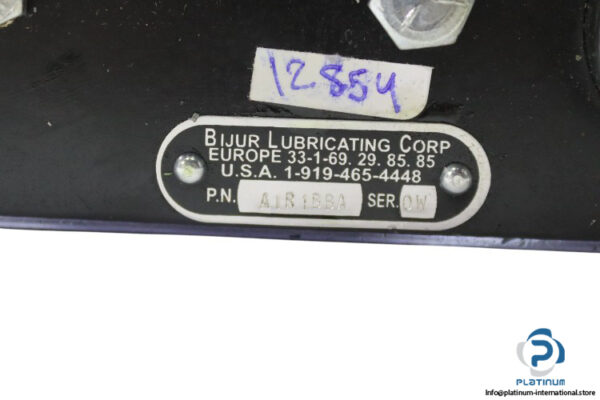 12854
BIJUR LUBRICATING CORP
EUROPE 33-1-69. 29. 85. 85
U.S.A. 1-919-465-4448
P.N. A1R1BBA SER. OW
PLATINUM
Info@platinum-international.store